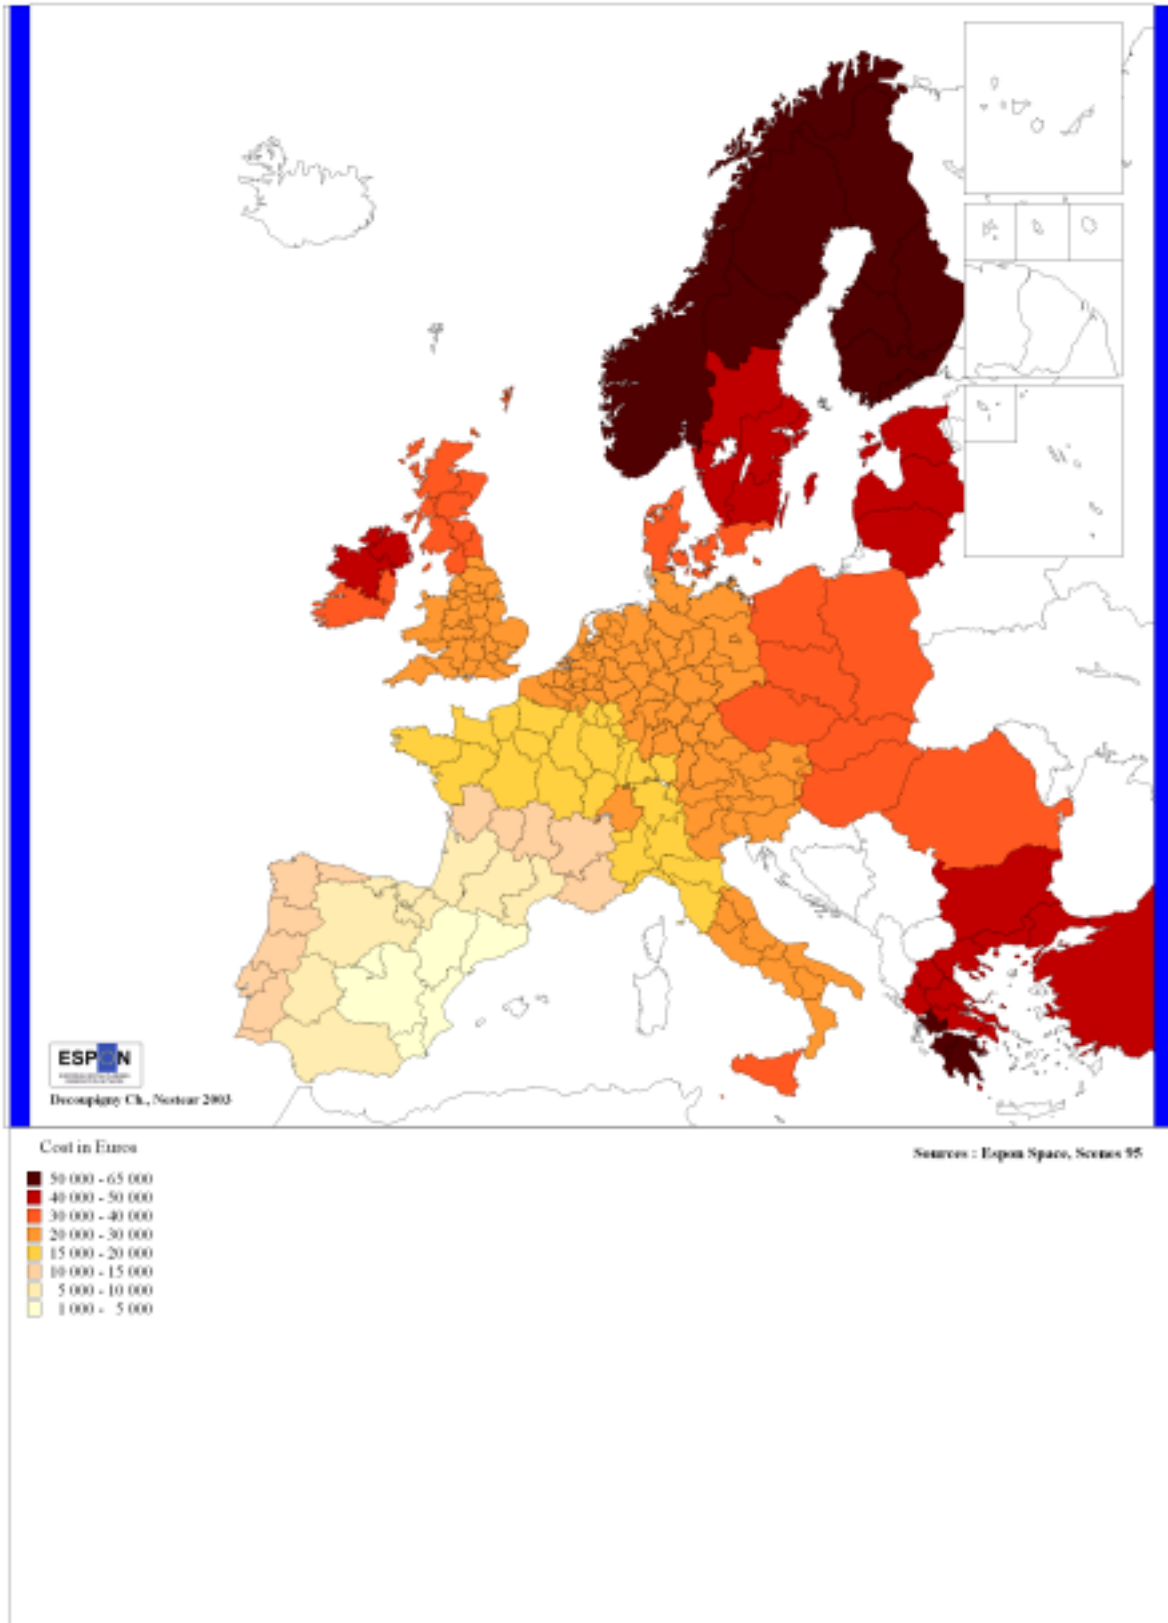 ESPON
Decoupigny Ch., Nestear 2003
Cost in Euros
Sources : Espon Space, Scenes 95
50 000 - 65 000
40 000 - 50 000
30 000 - 40 000
20 000 - 30 000
15 000 - 20 000
10 000 - 15 000
5 000 - 10 000
1 000 - 5 000